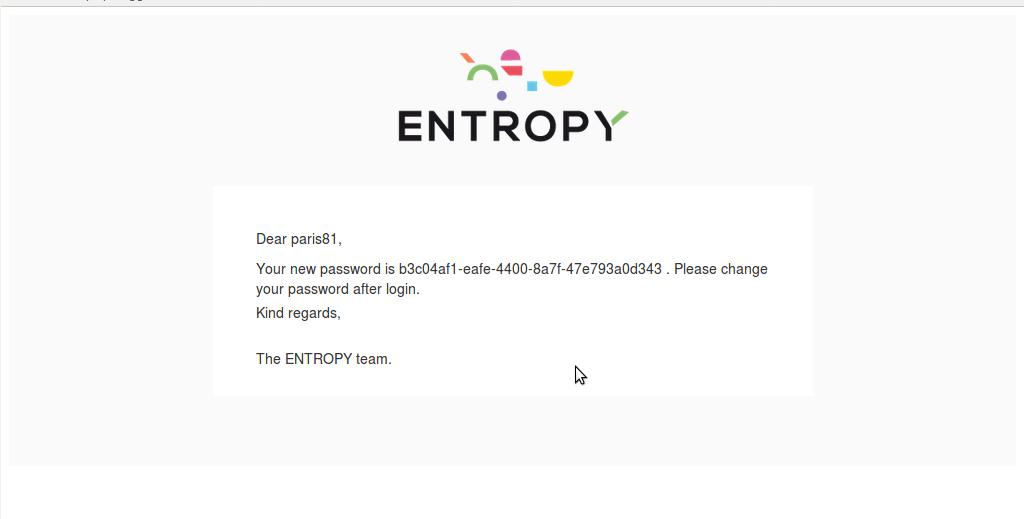 ENTROPY
Dear paris81,
Your new password is b3c04af1-eafe-4400-8a7f-47e793a0d343 . Please change
your password after login.
Kind regards,
The ENTROPY team.